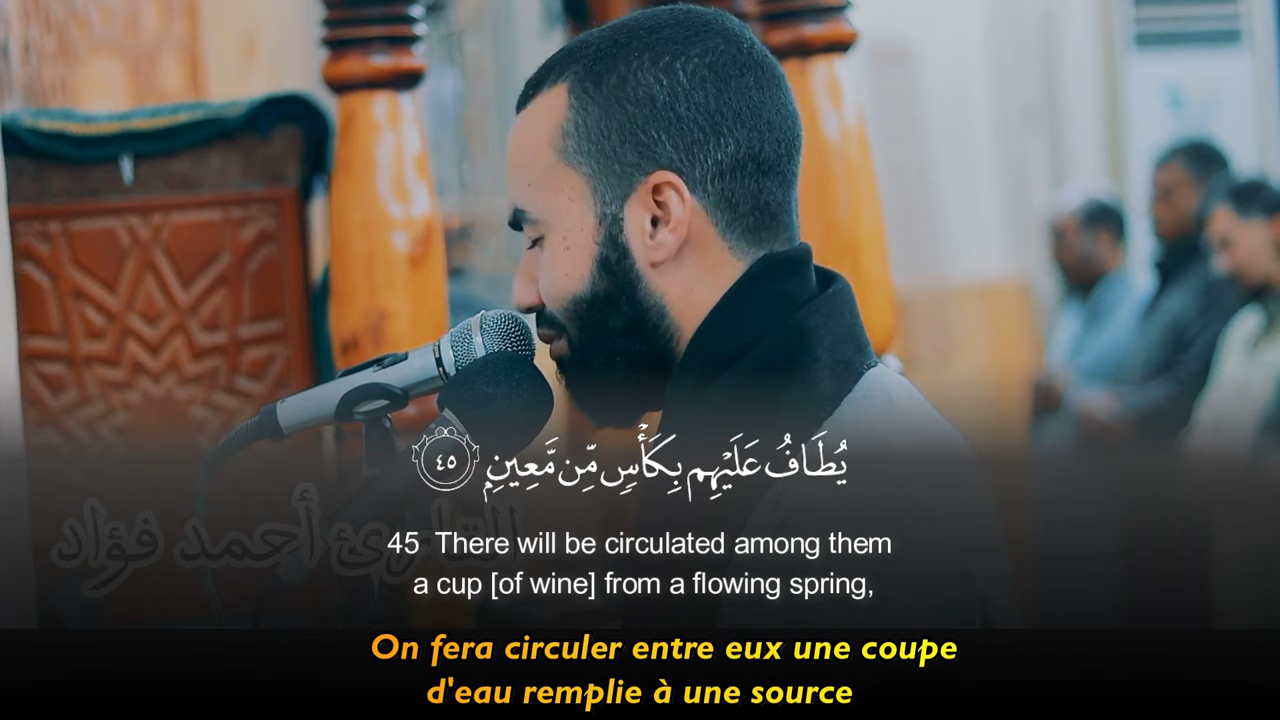 يُطَافُ عَلَيْهِم بِكَأْسٍ مِّن مَّعِينٍ ٤٥
القارئ أحمد فؤاد
45 There will be circulated among them
a cup [of wine] from a flowing spring,
On fera circuler entre eux une coupe
d'eau remplie à une source